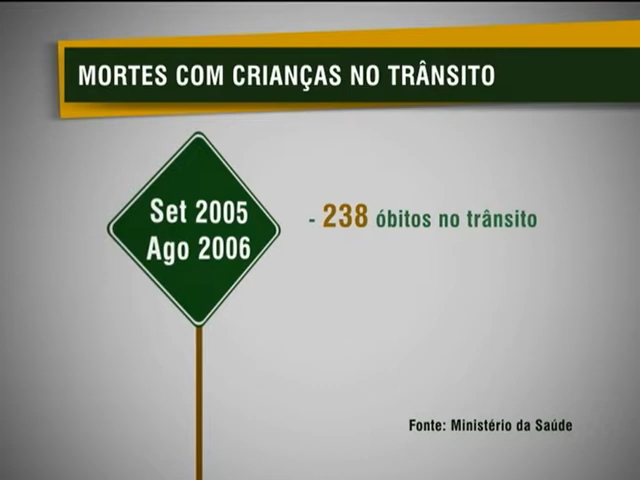 MORTES COM CRIANÇAS NO TRÂNSITO
Set 2005
Ago 2006
- 238 óbitos no trânsito
Fonte: Ministério da Saúde